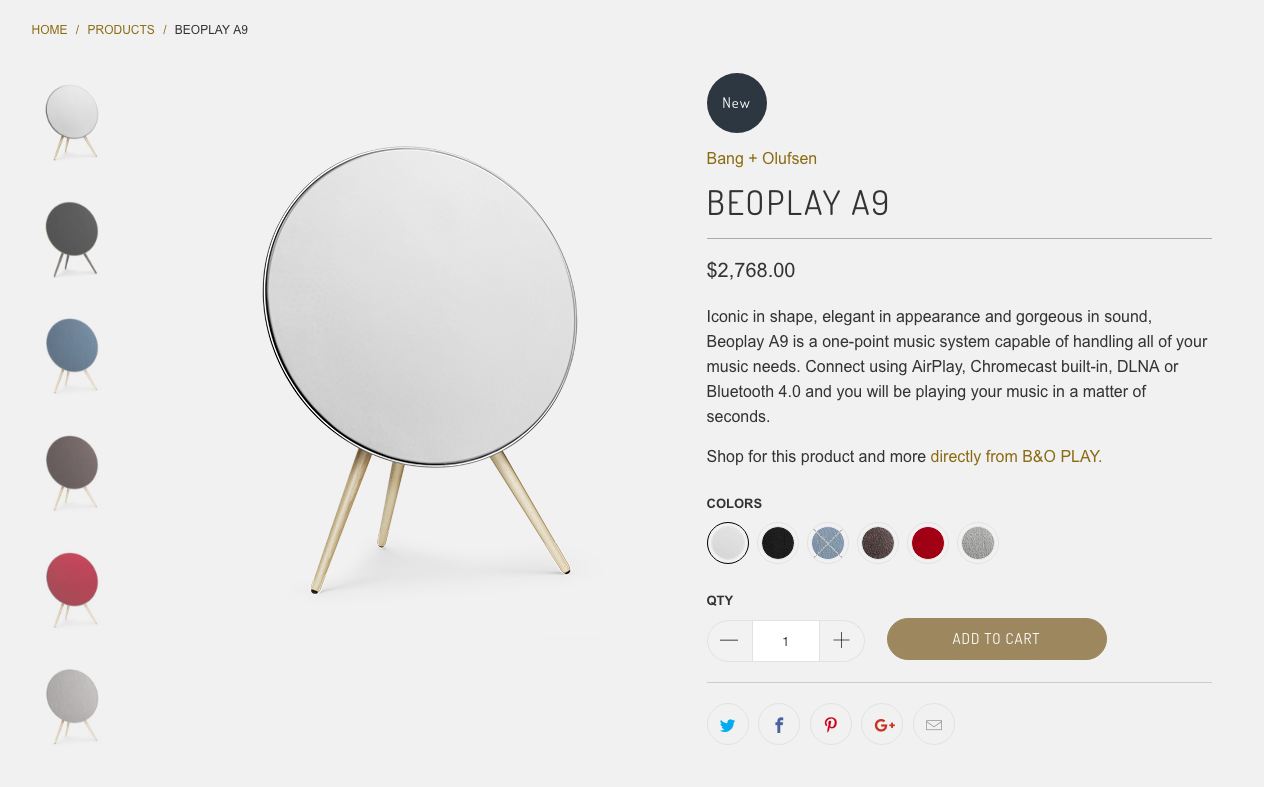 HOME / PRODUCTS / BEOPLAY A9
New
Bang + Olufsen
BEOPLAY A9
$2,768.00
Iconic in shape, elegant in appearance and gorgeous in sound,
Beoplay A9 is a one-point music system capable of handling all of your
music needs. Connect using AirPlay, Chromecast built-in, DLNA or
Bluetooth 4.0 and you will be playing your music in a matter of
seconds.
Shop for this product and more directly from B&O PLAY.
COLORS
QTY
1
ADD TO CART
G+